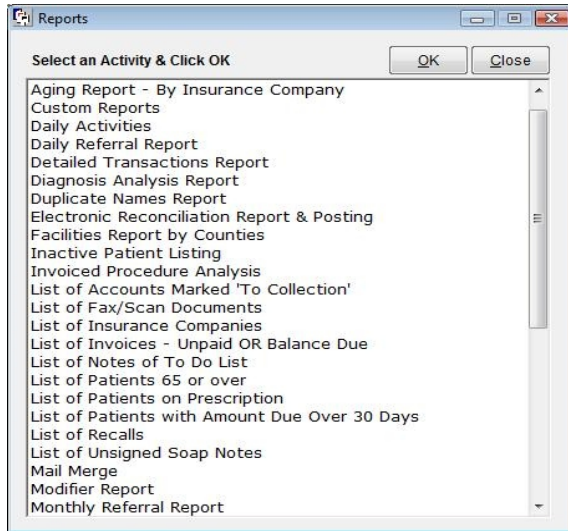 Reports
Select an Activity & Click OK
OK
Close
Aging Report - By Insurance Company
Custom Reports
Daily Activities
Daily Referral Report
Detailed Transactions Report
Diagnosis Analysis Report
Duplicate Names Report
Electronic Reconciliation Report & Posting
Facilities Report by Counties
Inactive Patient Listing
Invoiced Procedure Analysis
List of Accounts Marked 'To Collection'
List of Fax/Scan Documents
List of Insurance Companies
List of Invoices - Unpaid OR Balance Due
List of Notes of To Do List
List of Patients 65 or over
List of Patients on Prescription
List of Patients with Amount Due Over 30 Days
List of Recalls
List of Unsigned Soap Notes
Mail Merge
Modifier Report
Monthly Referral Report